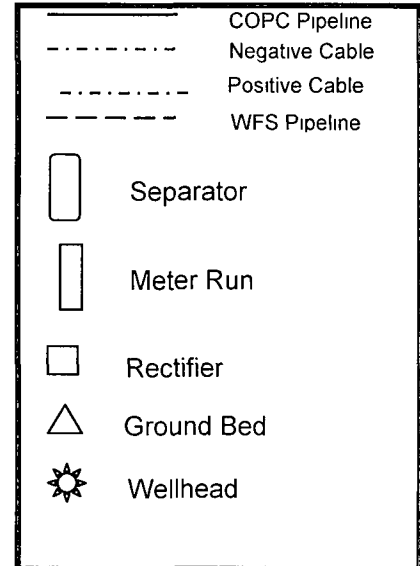 COPC Pipeline
Negative Cable
Positive Cable
WFS Pipeline
Separator
Meter Run
Rectifier
Ground Bed
Wellhead